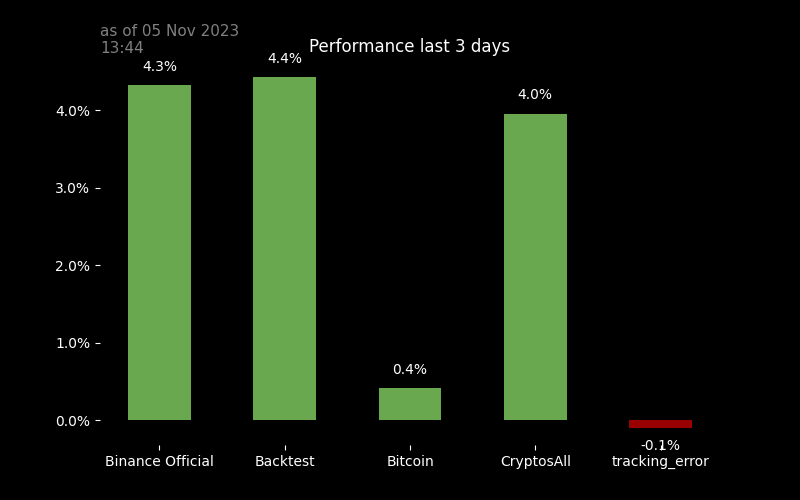 as of 05 Nov 2023
13:44
Performance last 3 days
4.3%
4.4%
0.4%
4.0%
-0.1%
4.0%
3.0%
2.0%
1.0%
0.0%
Binance Official
Backtest
Bitcoin
CryptosAll
tracking_error